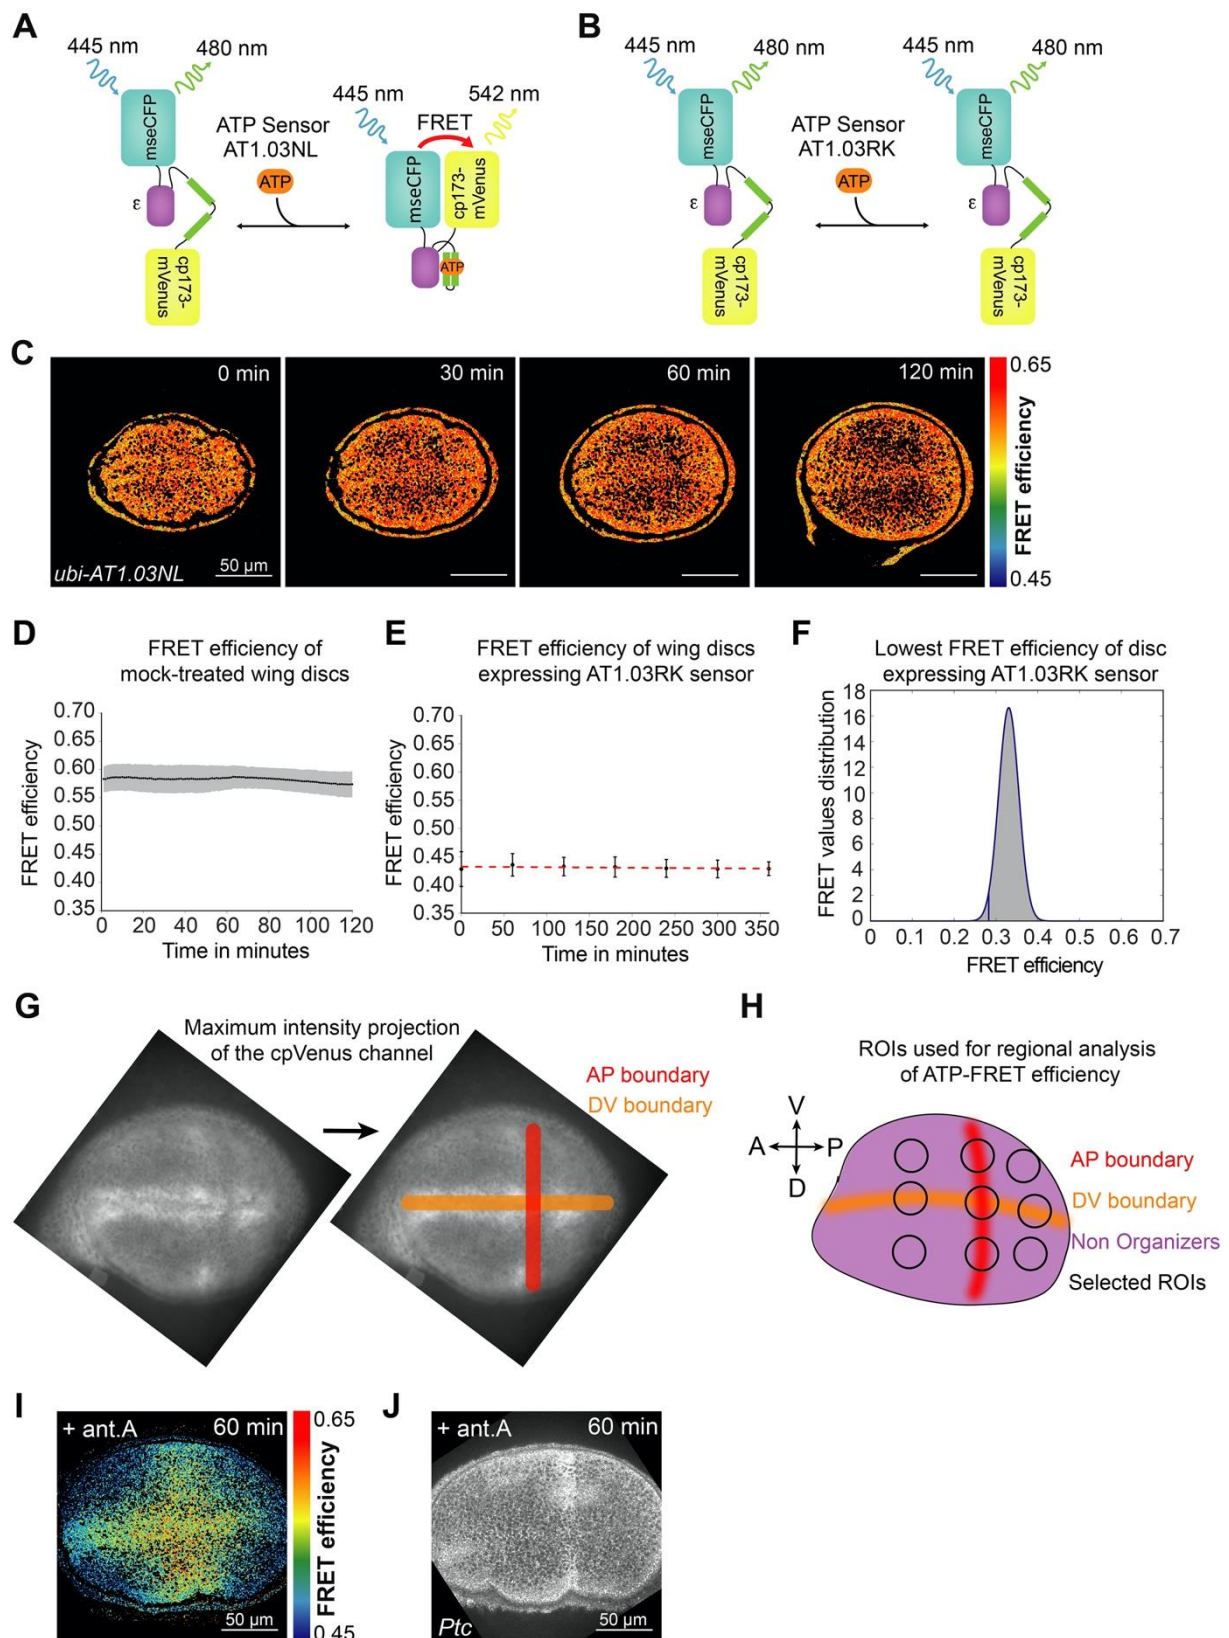 A
445 nm
480 nm
mseCFP
ε
cp173-
mVenus
ATP Sensor
AT1.03NL
ATP
445 nm
FRET
542 nm
mseCFP
cp173-
mVenus
ATP
B
445 nm
480 nm
mseCFP
ε
cp173-
mVenus
ATP Sensor
AT1.03RK
ATP
445 nm
480 nm
mseCFP
ε
cp173-
mVenus
C
0 min
30 min
60 min
120 min
ubi-AT1.03NL
50 µm
0.65
FRET efficiency
0.45
D
FRET efficiency of
mock-treated wing discs
FRET efficiency
0.70
0.65
0.60
0.55
0.50
0.45
0.40
0.35
0 20 40 60 80 100 120
Time in minutes
E
FRET efficiency of wing discs
expressing AT1.03RK sensor
FRET efficiency
0.70
0.65
0.60
0.55
0.50
0.45
0.40
0.35
0 50 100 150 200 250 300 350
Time in minutes
F
Lowest FRET efficiency of disc
expressing AT1.03RK sensor
FRET values distribution
18
16
14
12
10
8
6
4
2
0
0 0.1 0.2 0.3 0.4 0.5 0.6 0.7
FRET efficiency
G
Maximum intensity projection
of the cpVenus channel
AP boundary
DV boundary
H
ROIs used for regional analysis
of ATP-FRET efficiency
V
A P
D
AP boundary
DV boundary
Non Organizers
Selected ROIs
I
+ ant.A 60 min
50 µm
0.65
FRET efficiency
0.45
J
+ ant.A 60 min
Ptc
50 µm